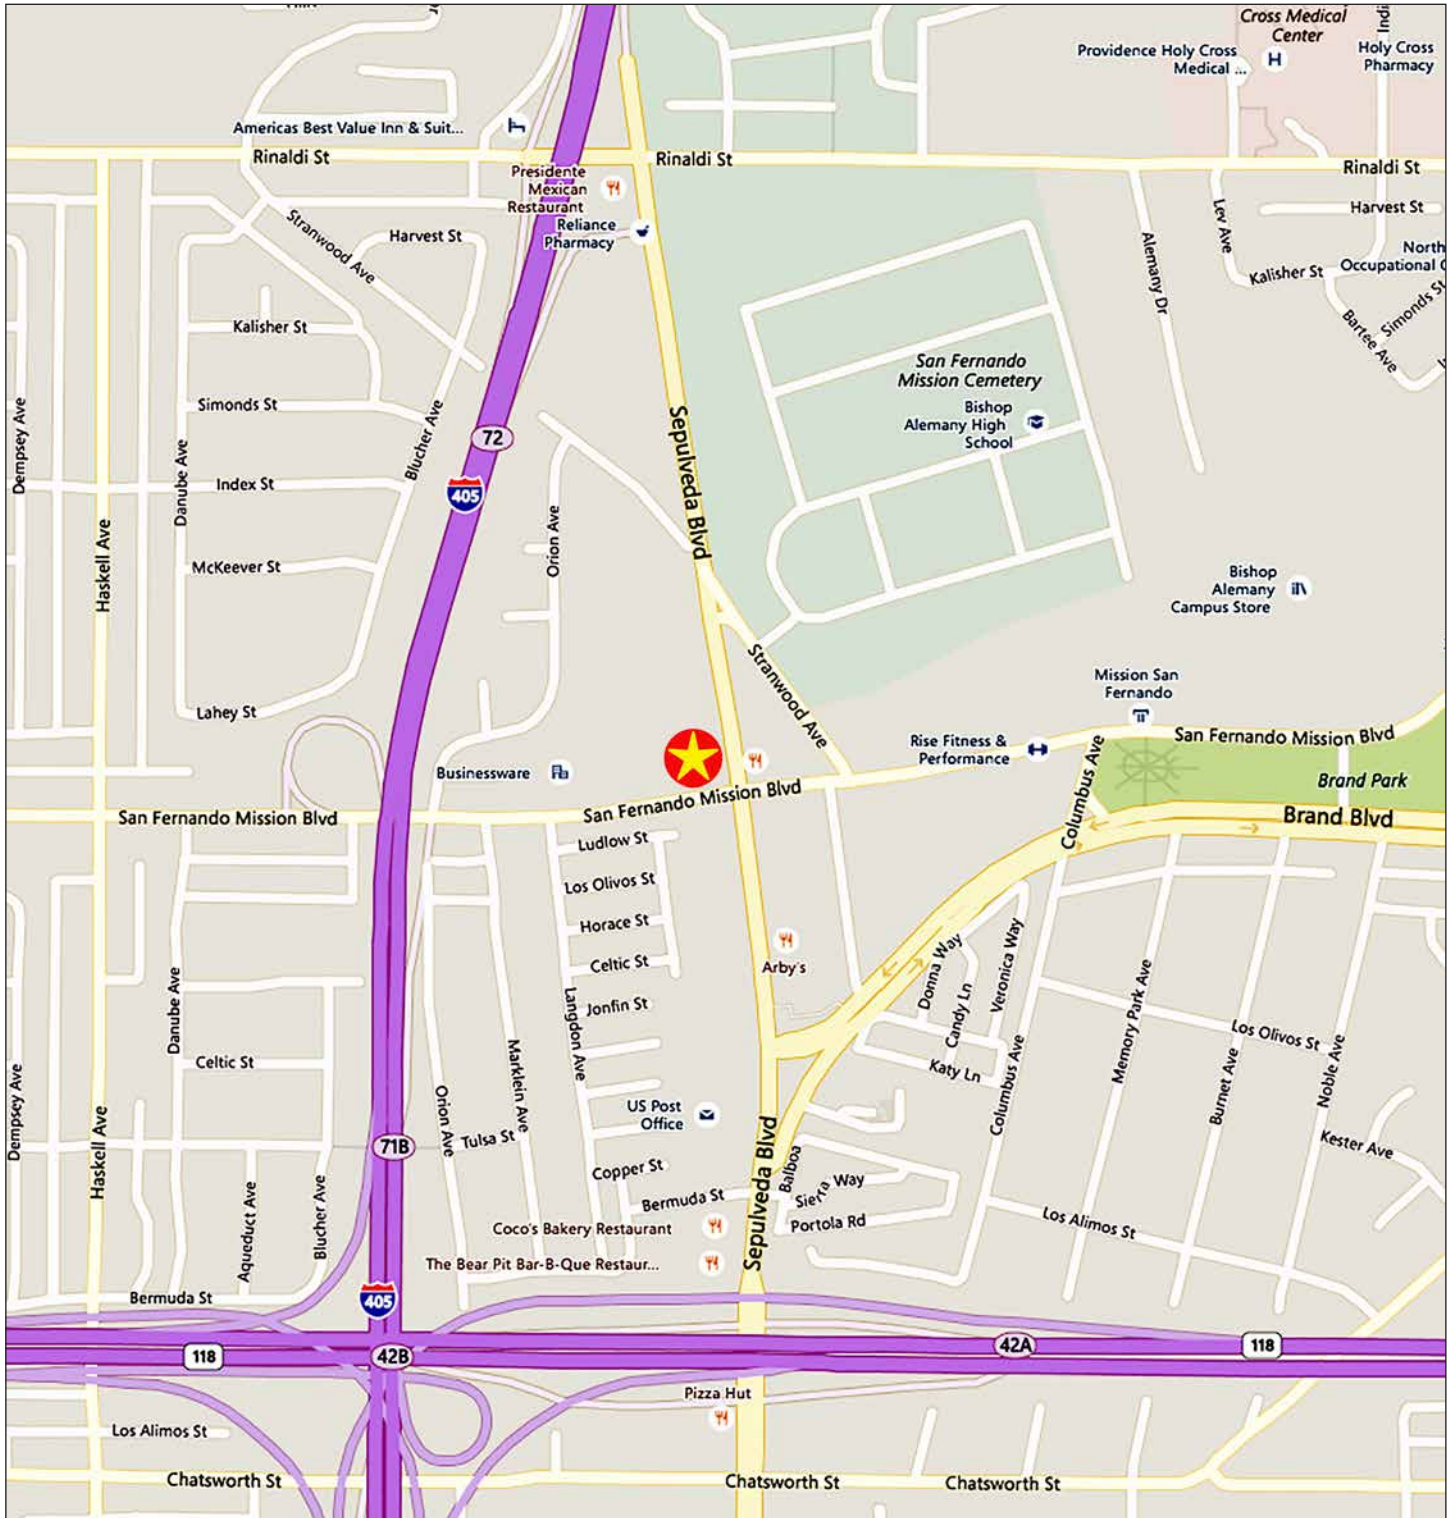 Cross Medical
Center
Providence Holy Cross
Medical ...
H
Holy Cross
Pharmacy
Americas Best Value Inn & Suit...
Rinaldi St
Rinaldi St
Rinaldi St
Presidente
Mexican
Restaurant
Reliance
Pharmacy
Stranwood Ave
Harvest St
Harvest St
Lev Ave
Alemany Dr
Kalisher St
North
Occupational
Simonds St
Bartee Ave
Kalisher St
San Fernando
Mission Cemetery
Bishop
Alemany High
School
Simonds St
Dempsey Ave
Danube Ave
Blucher Ave
72
Sepulveda Blvd
Index St
405
Haskell Ave
Orion Ave
McKeever St
Bishop
Alemany
Campus Store
Stranwood Ave
Mission San
Fernando
Lahey St
Rise Fitness &
Performance
San Fernando Mission Blvd
Columbus Ave
Businessware
Brand Park
San Fernando Mission Blvd
San Fernando Mission Blvd
Brand Blvd
Ludlow St
Los Olivos St
Horace St
Celtic St
Arby's
Donna Way
Veronica Way
Candy Ln
Memory Park Ave
Danube Ave
Langdon Ave
Jonfin St
Los Olivos St
Celtic St
Marklein Ave
Katy Ln
Columbus Ave
Burnet Ave
Noble Ave
Dempsey Ave
Haskell Ave
Orion Ave
US Post
Office
71B
Tulsa St
Kester Ave
Copper St
Sepulveda Blvd
Balboa
Sierra Way
Bermuda St
Portola Rd
Aqueduct Ave
Blucher Ave
Coco's Bakery Restaurant
Los Alimos St
The Bear Pit Bar-B-Que Restaur...
Bermuda St
405
118
42B
42A
118
Pizza Hut
Los Alimos St
Chatsworth St
Chatsworth St
Chatsworth St